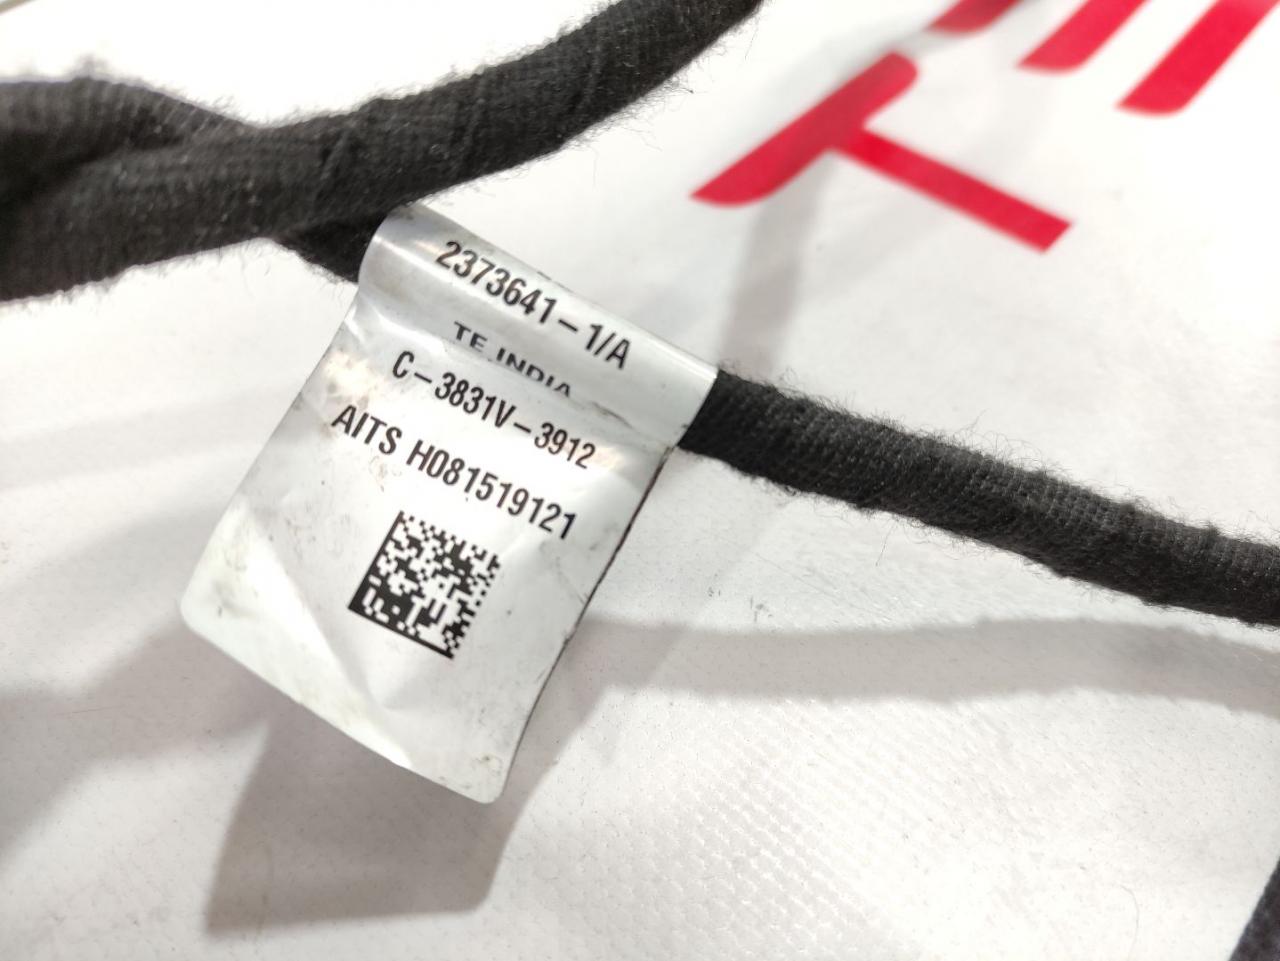 2373641-1/A
TE INDIA
C-3831V-3912
AITS H081519121